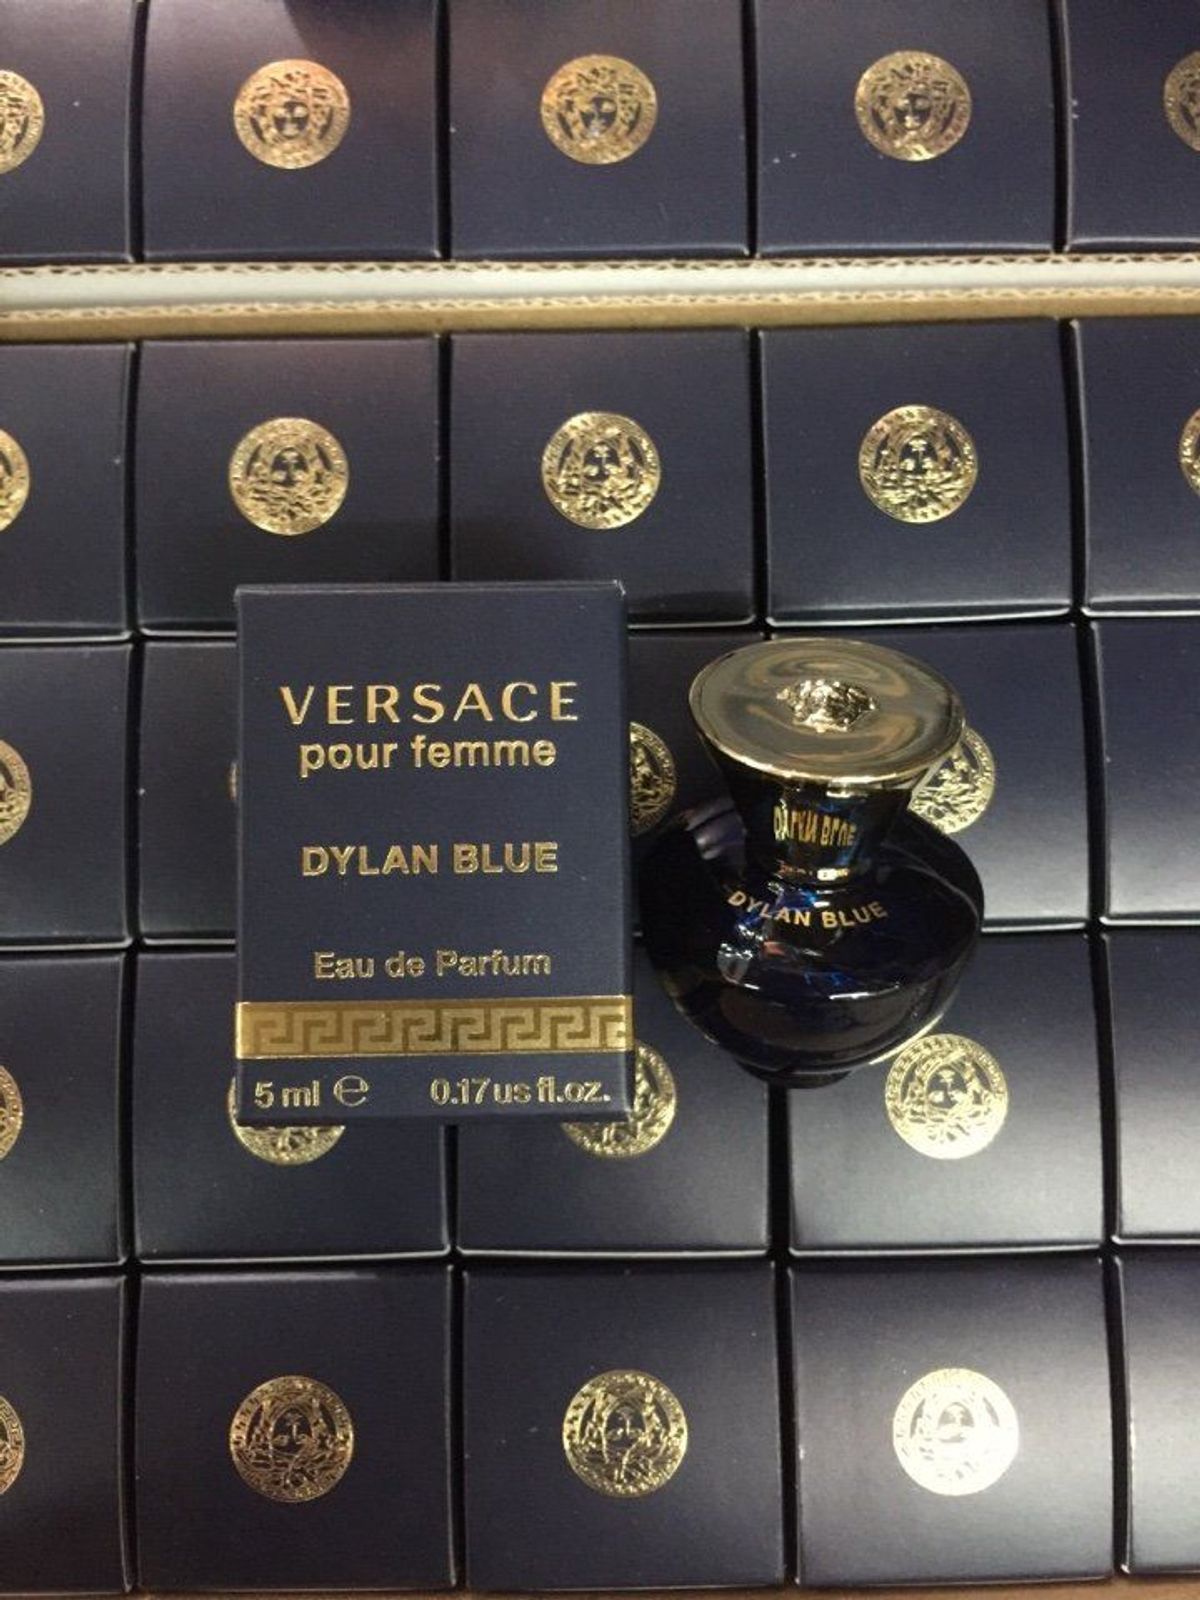 VERSACE
pour femme
DYLAN BLUE
Eau de Parfum
5 ml ℮ 0.17 us fl.oz.
DYLAN BLUE